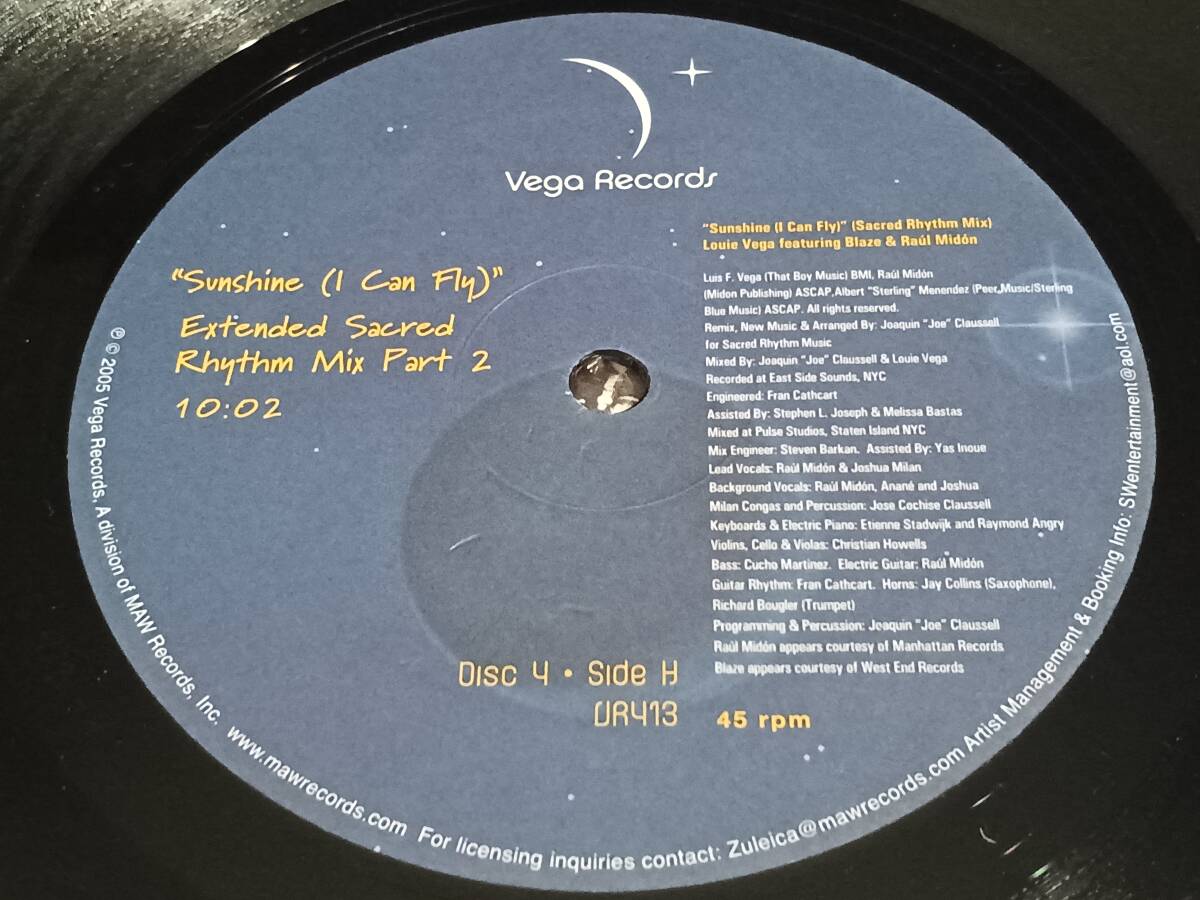 Vega Records
"Sunshine (I Can Fly)"
Extended Sacred
Rhythm Mix Part 2
10:02
"Sunshine (I Can Fly)" (Sacred Rhythm Mix)
Louie Vega featuring Blaze & Raúl Midón
Luis F. Vega (That Boy Music) BMI, Raúl Midón
(Midon Publishing) ASCAP,Albert "Sterling" Menendez (Peer,Music/Sterling
Blue Music) ASCAP. All rights reserved.
Remix, New Music & Arranged By: Joaquin "Joe" Claussell
for Sacred Rhythm Music
Mixed By: Joaquin "Joe" Claussell & Louie Vega
Recorded at East Side Sounds, NYC
Engineered: Fran Cathcart
Assisted By: Stephen L. Joseph & Melissa Bastas
Mixed at Pulse Studios, Staten Island NYC
Mix Engineer: Steven Barkan. Assisted By: Yas Inoue
Lead Vocals: Raúl Midón & Joshua Milan
Background Vocals: Raúl Midón, Anané and Joshua
Milan Congas and Percussion: Jose Cochise Claussell
Keyboards & Electric Piano: Etienne Stadwijk and Raymond Angry
Violins, Cello & Violas: Christian Howells
Bass: Cucho Martinez. Electric Guitar: Raúl Midón
Guitar Rhythm: Fran Cathcart. Horns: Jay Collins (Saxophone),
Richard Bougler (Trumpet)
Programming & Percussion: Joaquin "Joe" Claussell
Raúl Midón appears courtesy of Manhattan Records
Blaze appears courtesy of West End Records
Disc 4 • Side H
VR413
45 rpm
℗ © 2005 Vega Records, A division of MAW Records, Inc. www.mawrecords.com For licensing inquiries contact: Zuleica@mawrecords.com Artist Management & Booking Info: SWentertainment@aol.com